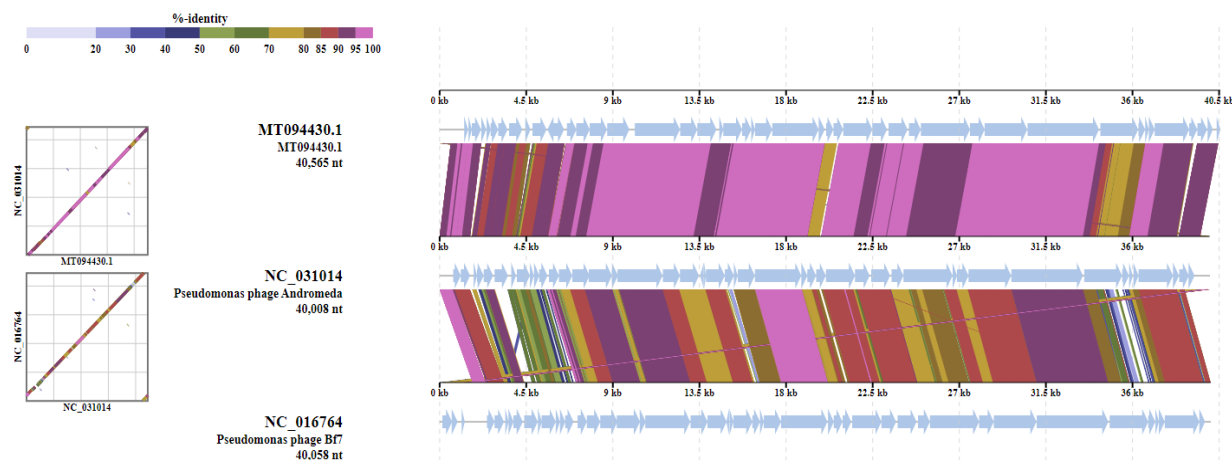 %-identity
0 20 30 40 50 60 70 80 85 90 95 100
0 kb 4.5 kb 9 kb 13.5 kb 18 kb 22.5 kb 27 kb 31.5 kb 36 kb 40.5 kb
MT094430.1
MT094430.1
40,565 nt
NC_031014
MT094430.1
0 kb 4.5 kb 9 kb 13.5 kb 18 kb 22.5 kb 27 kb 31.5 kb 36 kb
NC_031014
Pseudomonas phage Andromeda
40,008 nt
NC_016764
NC_031014
0 kb 4.5 kb 9 kb 13.5 kb 18 kb 22.5 kb 27 kb 31.5 kb 36 kb
NC_016764
Pseudomonas phage Bf7
40,058 nt